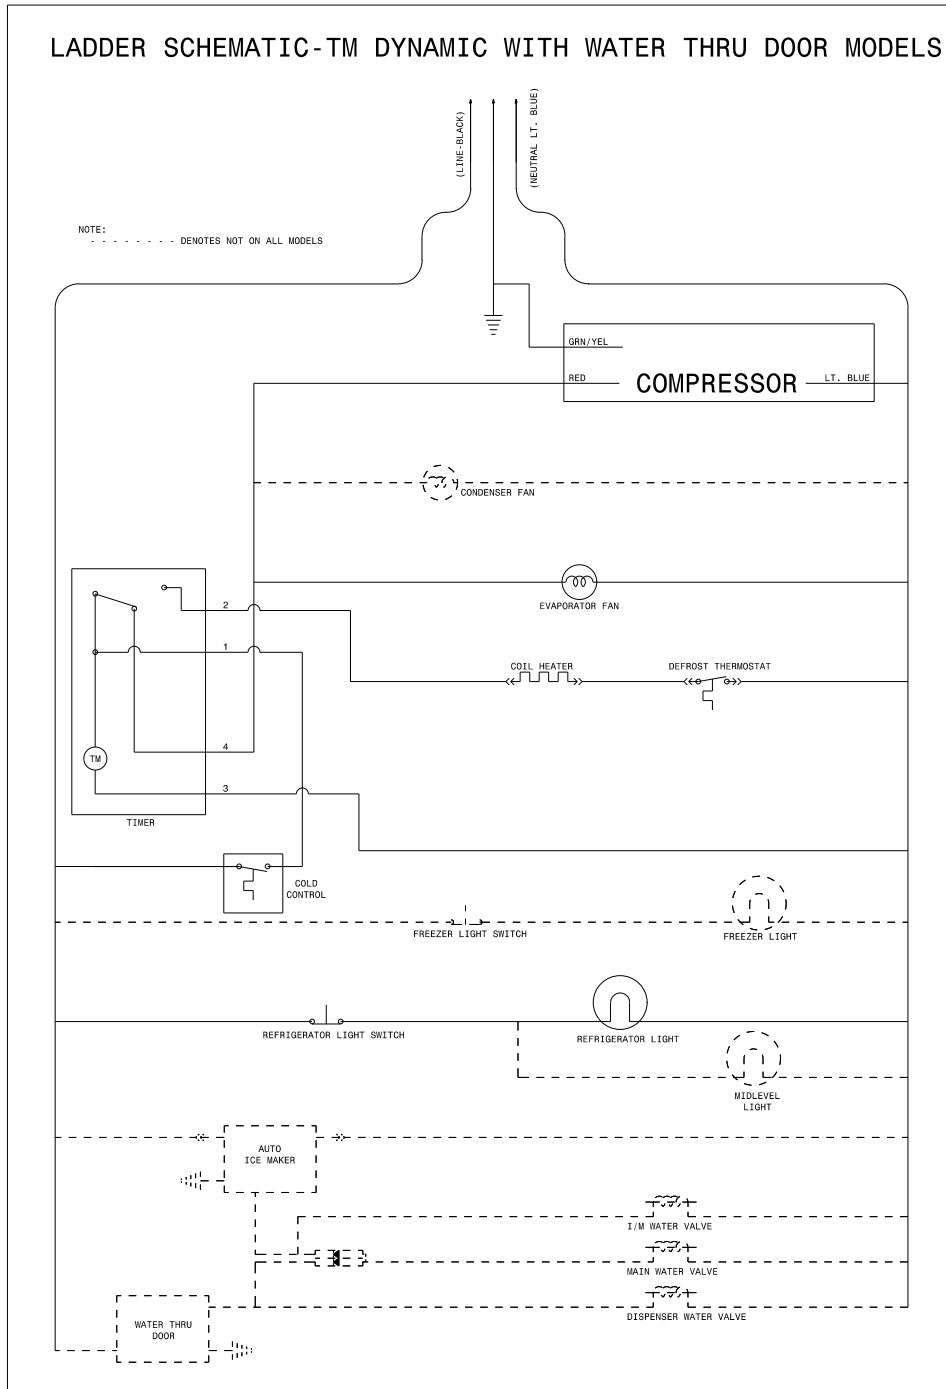 LADDER SCHEMATIC-TM DYNAMIC WITH WATER THRU DOOR MODELS
(LINE-BLACK)
(NEUTRAL LT. BLUE)
NOTE:
- - - - - - - - DENOTES NOT ON ALL MODELS
GRN/YEL
RED
COMPRESSOR
LT. BLUE
CONDENSER FAN
EVAPORATOR FAN
2
1
COIL HEATER
DEFROST THERMOSTAT
4
TM
3
TIMER
COLD
CONTROL
FREEZER LIGHT SWITCH
FREEZER LIGHT
REFRIGERATOR LIGHT SWITCH
REFRIGERATOR LIGHT
MIDLEVEL
LIGHT
AUTO
ICE MAKER
I/M WATER VALVE
MAIN WATER VALVE
DISPENSER WATER VALVE
WATER THRU
DOOR